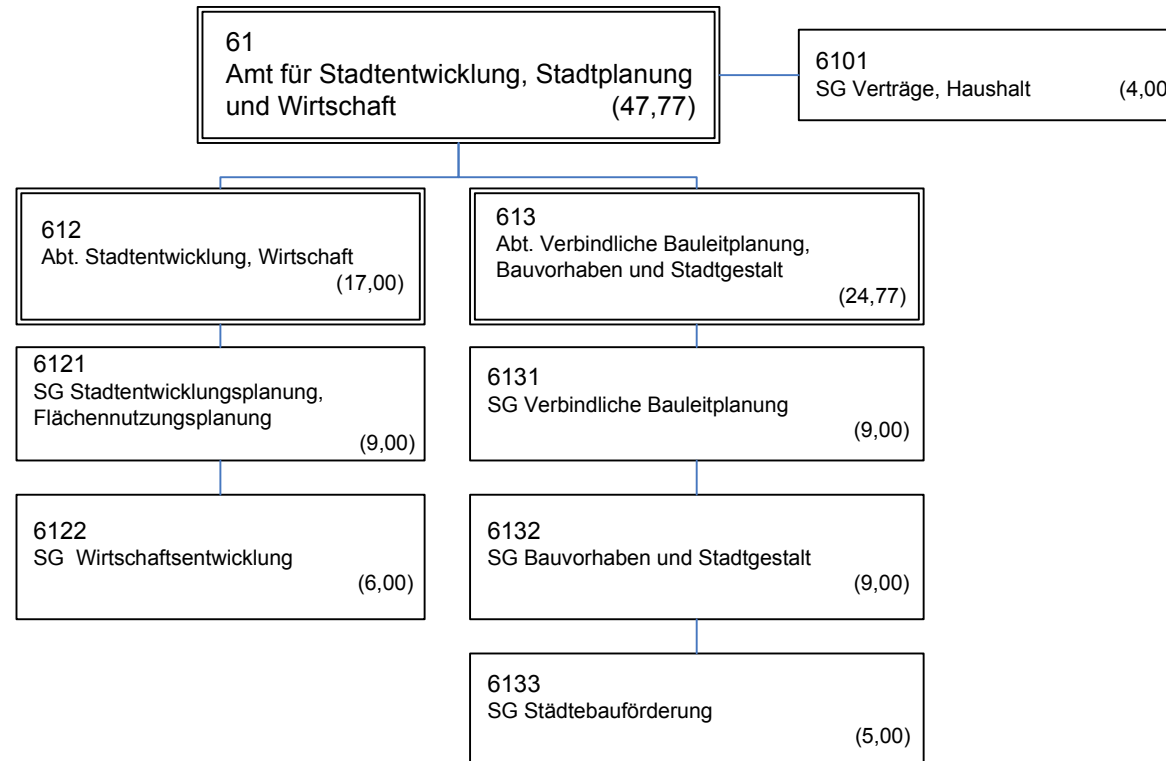 61
Amt für Stadtentwicklung, Stadtplanung
und Wirtschaft (47,77)
6101
SG Verträge, Haushalt (4,00
612
Abt. Stadtentwicklung, Wirtschaft
(17,00)
613
Abt. Verbindliche Bauleitplanung,
Bauvorhaben und Stadtgestalt
(24,77)
6121
SG Stadtentwicklungsplanung,
Flächennutzungsplanung
(9,00)
6131
SG Verbindliche Bauleitplanung
(9,00)
6122
SG Wirtschaftsentwicklung
(6,00)
6132
SG Bauvorhaben und Stadtgestalt
(9,00)
6133
SG Städtebauförderung
(5,00)